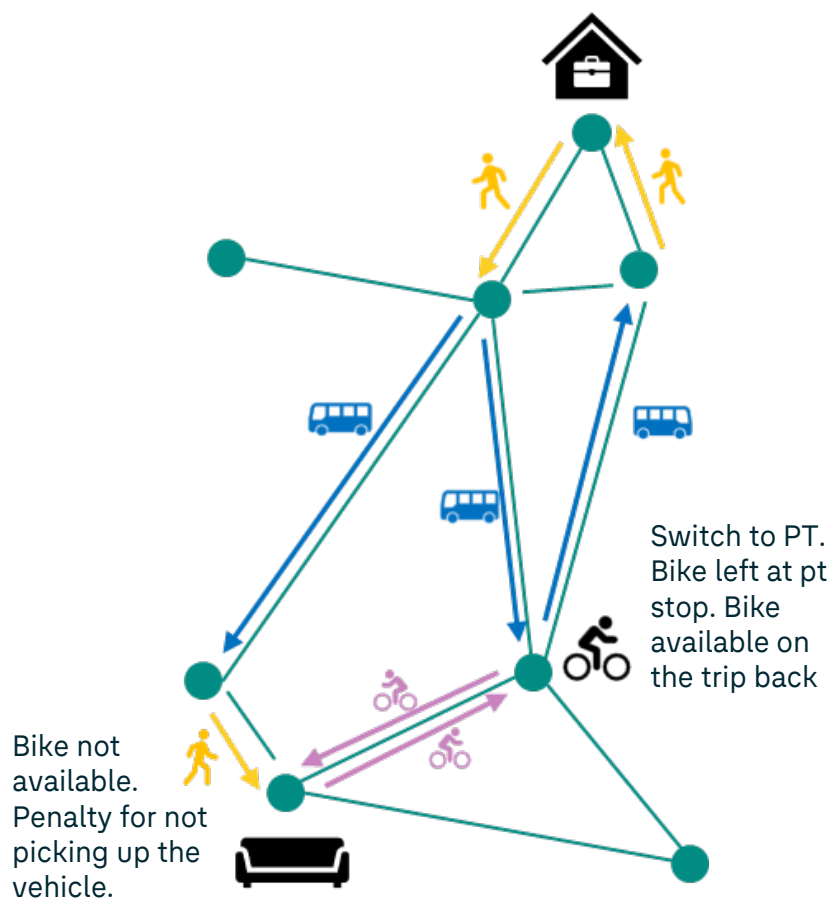 Switch to PT.
Bike left at pt
stop. Bike
available on
the trip back
Bike not
available.
Penalty for not
picking up the
vehicle.